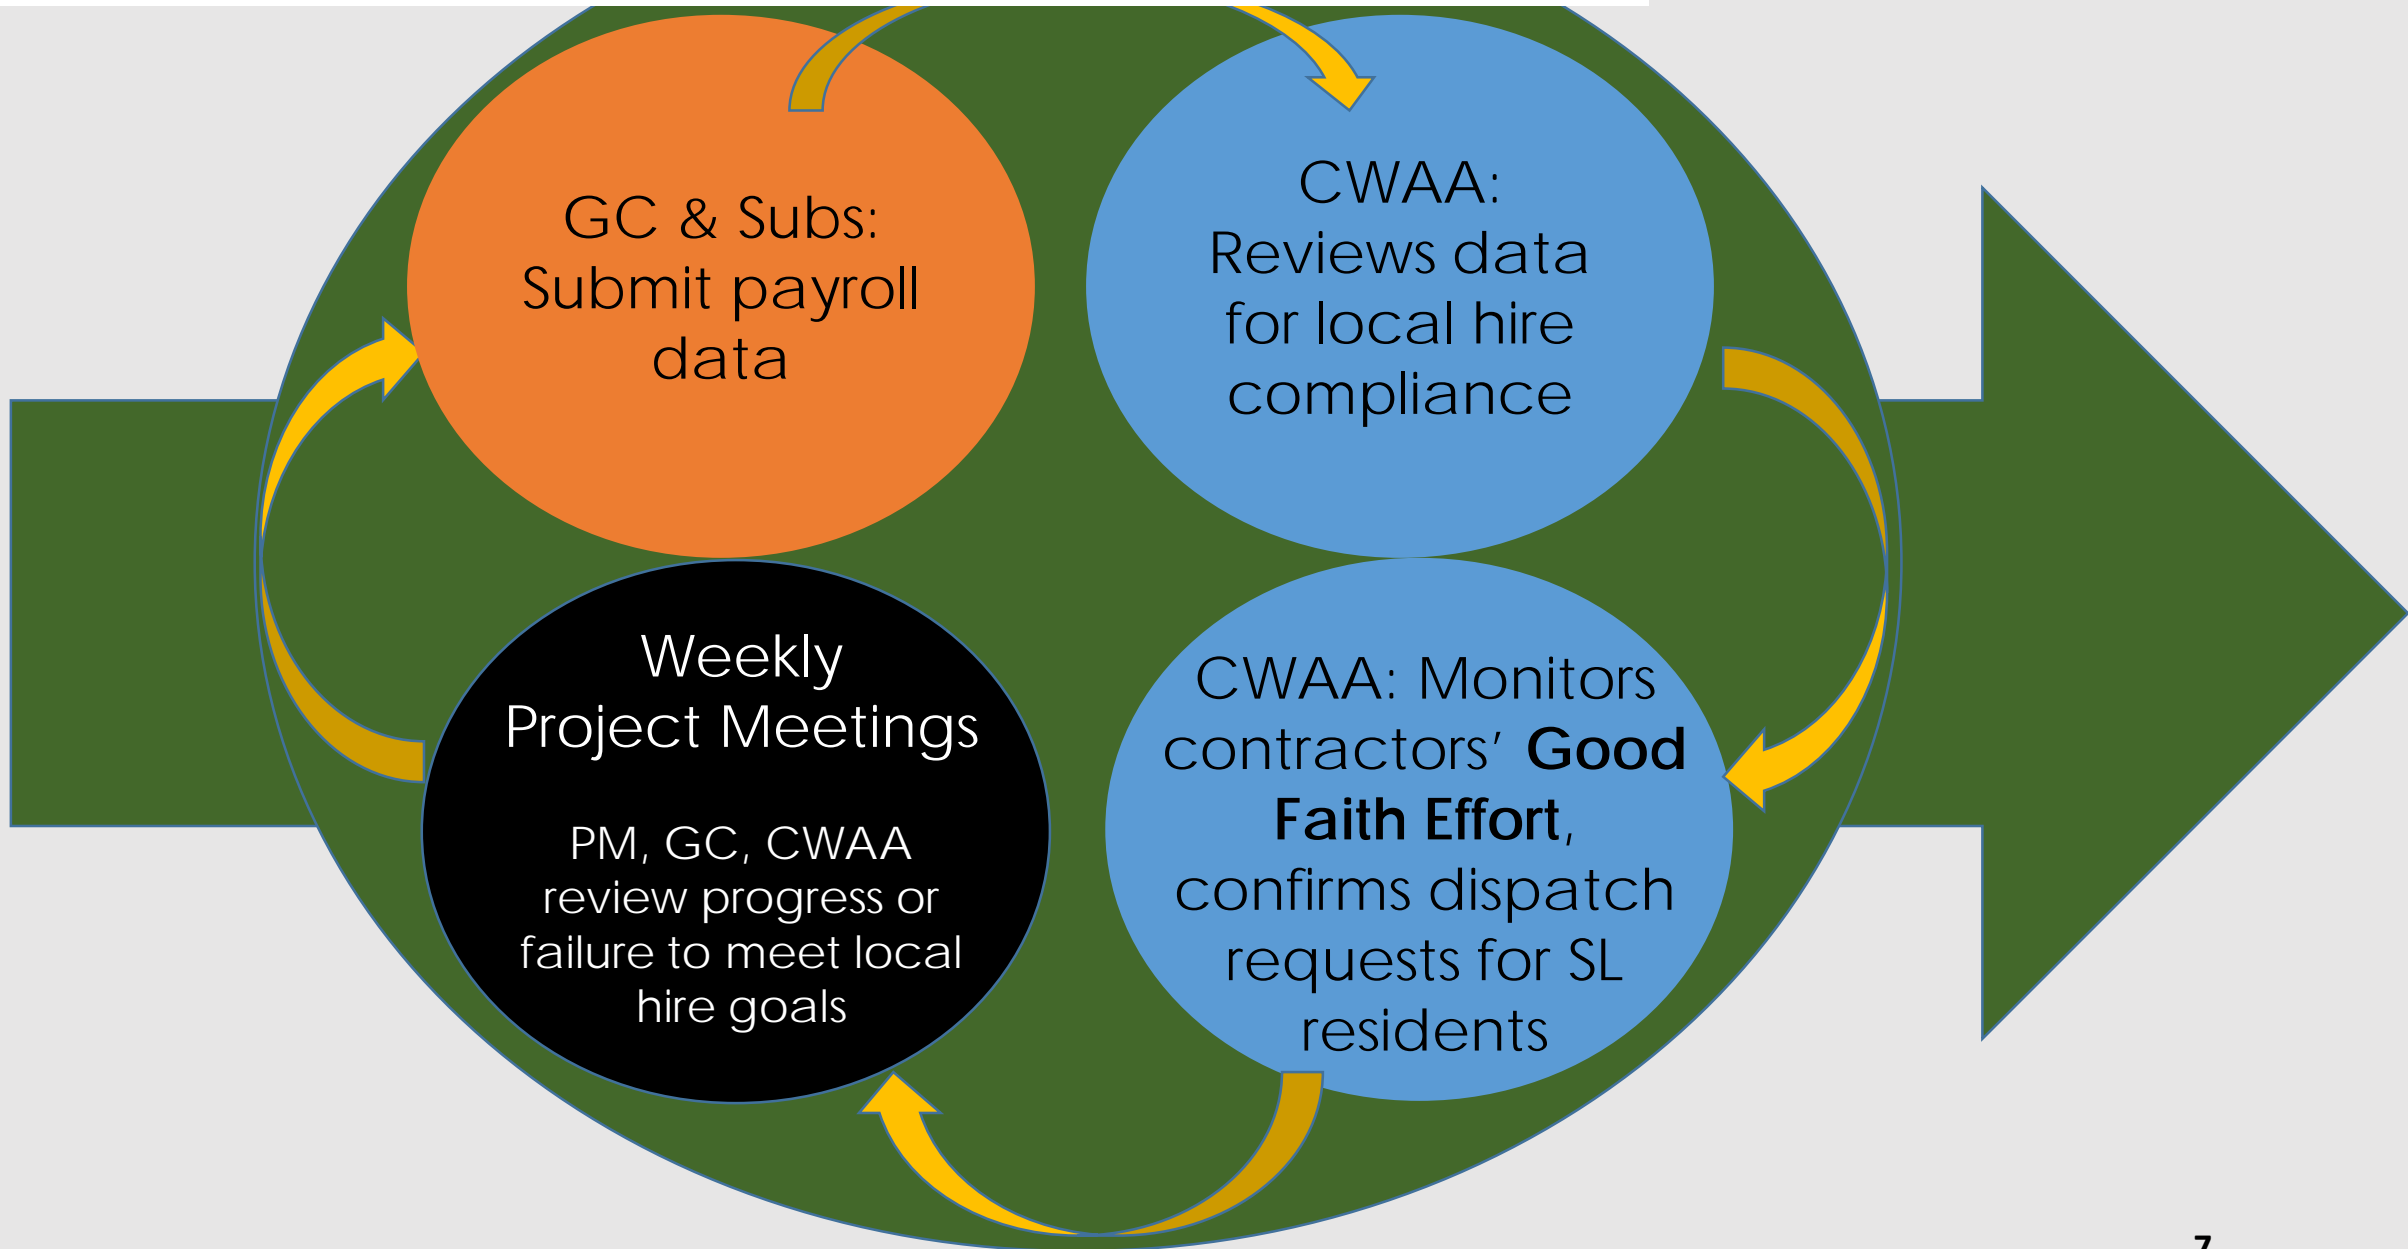 GC & Subs:
Submit payroll
data
CWAA:
Reviews data
for local hire
compliance
Weekly
Project Meetings
PM, GC, CWAA
review progress or
failure to meet local
hire goals
CWAA: Monitors
contractors’ Good
Faith Effort,
confirms dispatch
requests for SL
residents
7